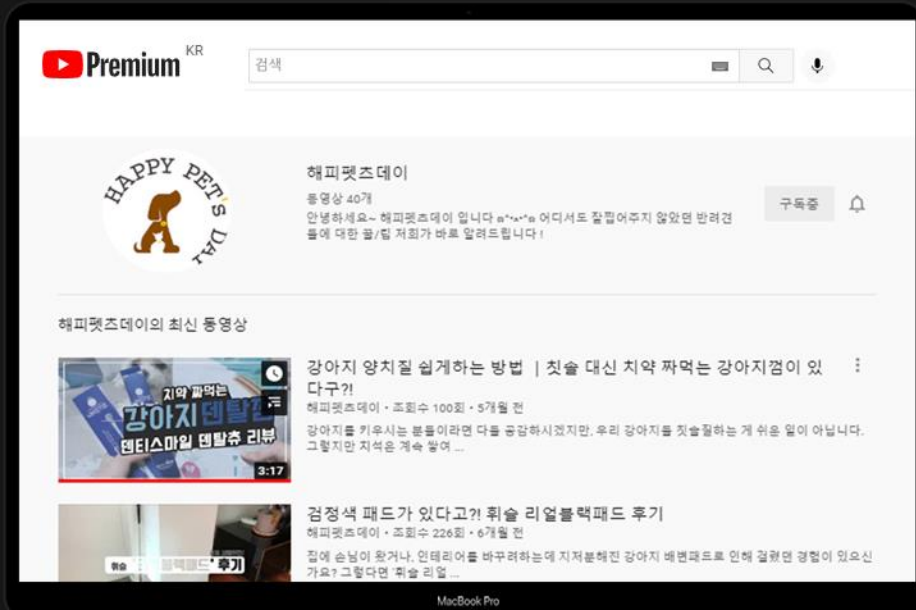 Premium KR
검색
HAPPY PET'S DAY
해피펫츠데이
동영상 40개
안녕하세요~ 해피펫츠데이 입니다 어디서도 잘찝어주지 않았던 반려견
들에 대한 꿀/팁 저희가 바로 알려드립니다 !
구독중
해피펫츠데이의 최신 동영상
치약 짜먹는
강아지 덴탈껌
덴티스마일 덴탈츄 리뷰
3:17
강아지 양치질 쉽게하는 방법 ｜칫솔 대신 치약 짜먹는 강아지껌이 있
다구?!
해피펫츠데이 • 조회수 100회 • 5개월 전
강아지를 키우시는 분들이라면 다들 공감하시겠지만, 우리 강아지들 칫솔질하는 게 쉬운 일이 아닙니다.
그렇지만 치석은 계속 쌓여 ...
휘슬 블랙패드' 후기
검정색 패드가 있다고?! 휘슬 리얼블랙패드 후기
해피펫츠데이 • 조회수 226회 • 6개월 전
집에 손님이 왔거나, 인테리어를 바꾸려하는데 지저분해진 강아지 배변패드로 인해 걸렸던 경험이 있으신
가요? 그렇다면 '휘슬 리얼 ...
MacBook Pro